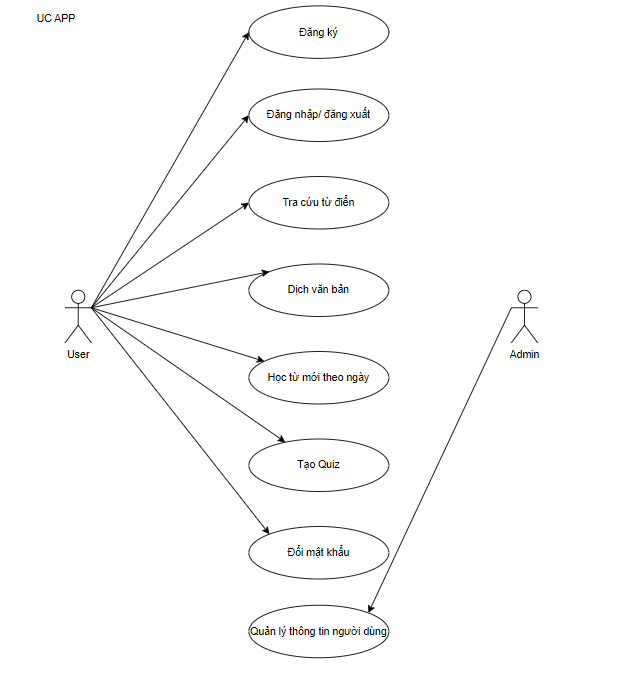 UC APP
Đăng ký
Đăng nhập/ đăng xuất
Tra cứu từ điển
Dịch văn bản
User
Admin
Học từ mới theo ngày
Tạo Quiz
Đổi mật khẩu
Quản lý thông tin người dùng